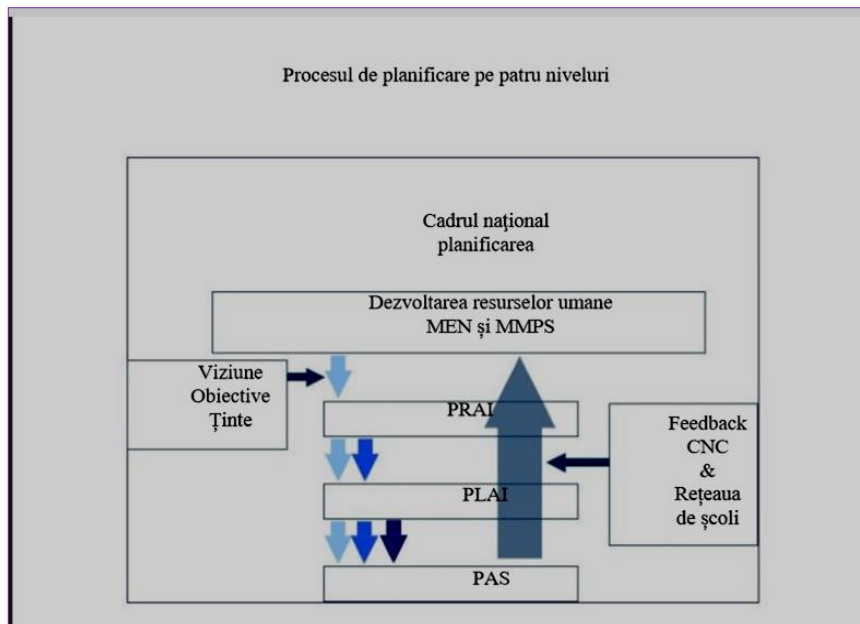 Procesul de planificare pe patru niveluri
Cadrul naţional
planificarea
Dezvoltarea resurselor umane
MEN și MMPS
Viziune
Obiective
Ținte
PRAI
Feedback
CNC
&
Rețeaua
de școli
PLAI
PAS